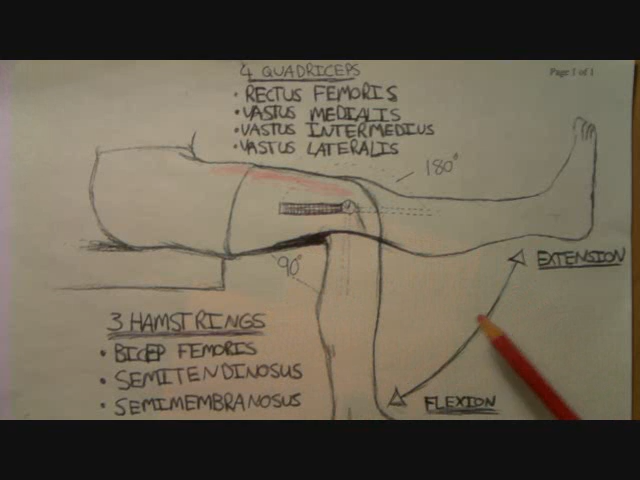 4 QUADRICEPS
Page 1 of 1
• RECTUS FEMORIS
• VASTUS MEDIALIS
• VASTUS INTERMEDIUS
• VASTUS LATERALIS
180°
90°
EXTENSION
3 HAMSTRINGS
• BICEP FEMORIS
• SEMITENDINOSUS
• SEMIMEMBRANOSUS
FLEXION